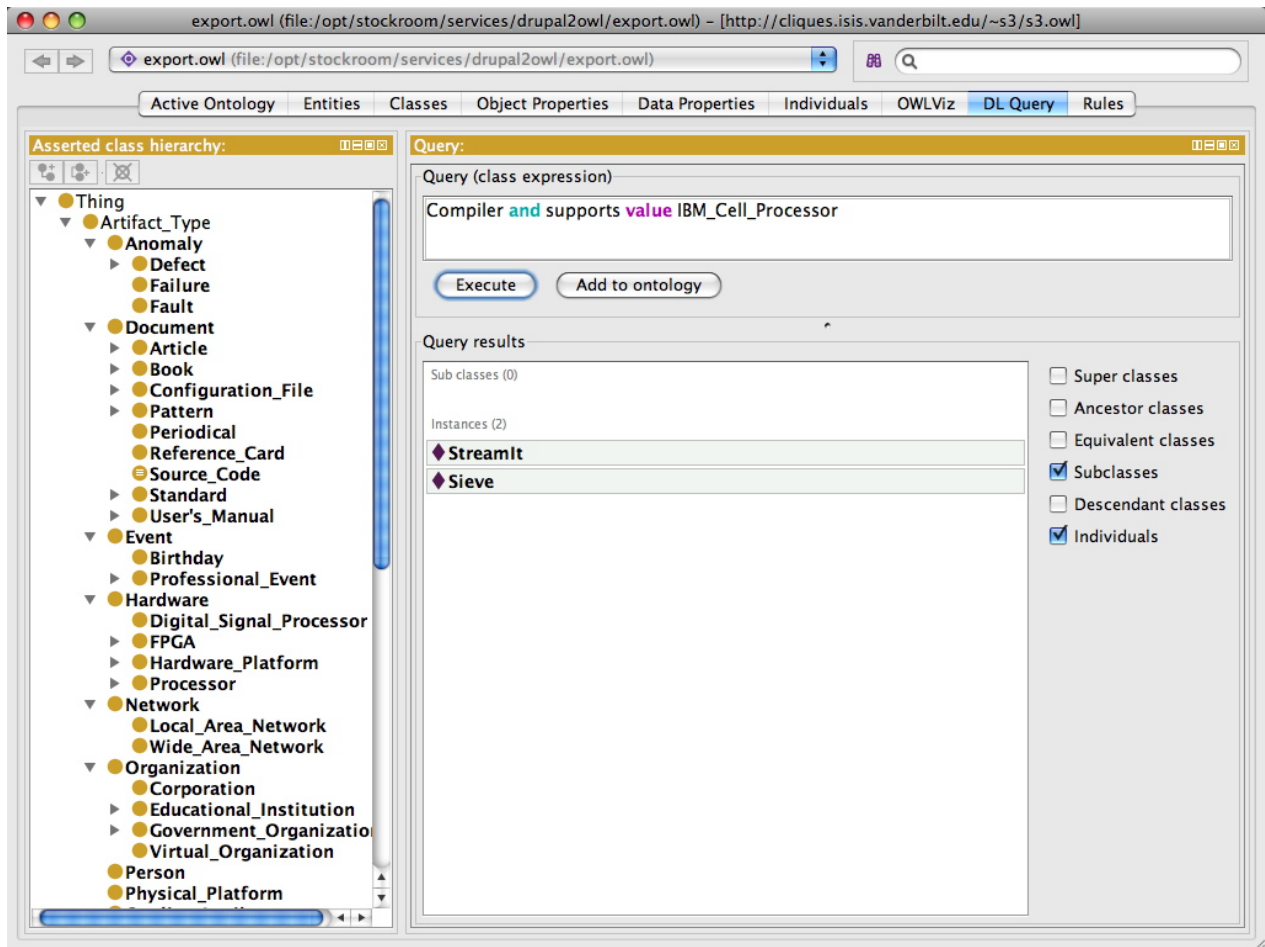 export.owl (file:/opt/stockroom/services/drupal2owl/export.owl) – [http://cliques.isis.vanderbilt.edu/~s3/s3.owl]
export.owl (file:/opt/stockroom/services/drupal2owl/export.owl)
Active Ontology Entities Classes Object Properties Data Properties Individuals OWLViz DL Query Rules
Asserted class hierarchy:
Thing
Artifact_Type
Anomaly
Defect
Failure
Fault
Document
Article
Book
Configuration_File
Pattern
Periodical
Reference_Card
Source_Code
Standard
User's_Manual
Event
Birthday
Professional_Event
Hardware
Digital_Signal_Processor
FPGA
Hardware_Platform
Processor
Network
Local_Area_Network
Wide_Area_Network
Organization
Corporation
Educational_Institution
Government_Organizatio
Virtual_Organization
Person
Physical_Platform
Query:
Query (class expression)
Compiler and supports value IBM_Cell_Processor
Execute Add to ontology
Query results
Sub classes (0)
Instances (2)
StreamIt
Sieve
Super classes
Ancestor classes
Equivalent classes
Subclasses
Descendant classes
Individuals